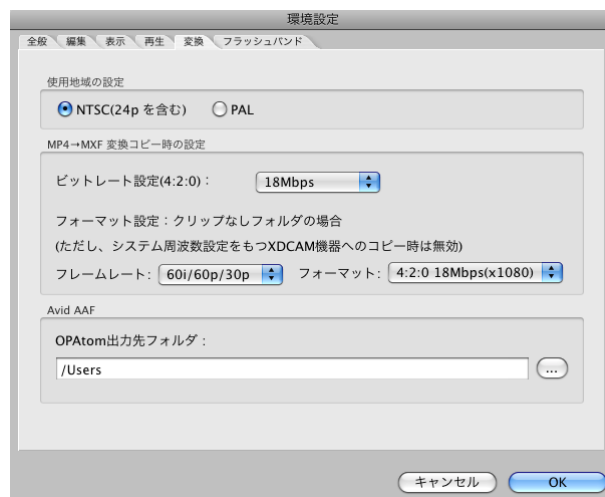 環境設定
全般 編集 表示 再生 変換 フラッシュバンド
使用地域の設定
NTSC(24p を含む) PAL
MP4→MXF 変換コピー時の設定
ビットレート設定(4:2:0)： 18Mbps
フォーマット設定：クリップなしフォルダの場合
(ただし、システム周波数設定をもつXDCAM機器へのコピー時は無効)
フレームレート: 60i/60p/30p フォーマット: 4:2:0 18Mbps(x1080)
Avid AAF
OPAtom出力先フォルダ：
/Users ...
キャンセル OK